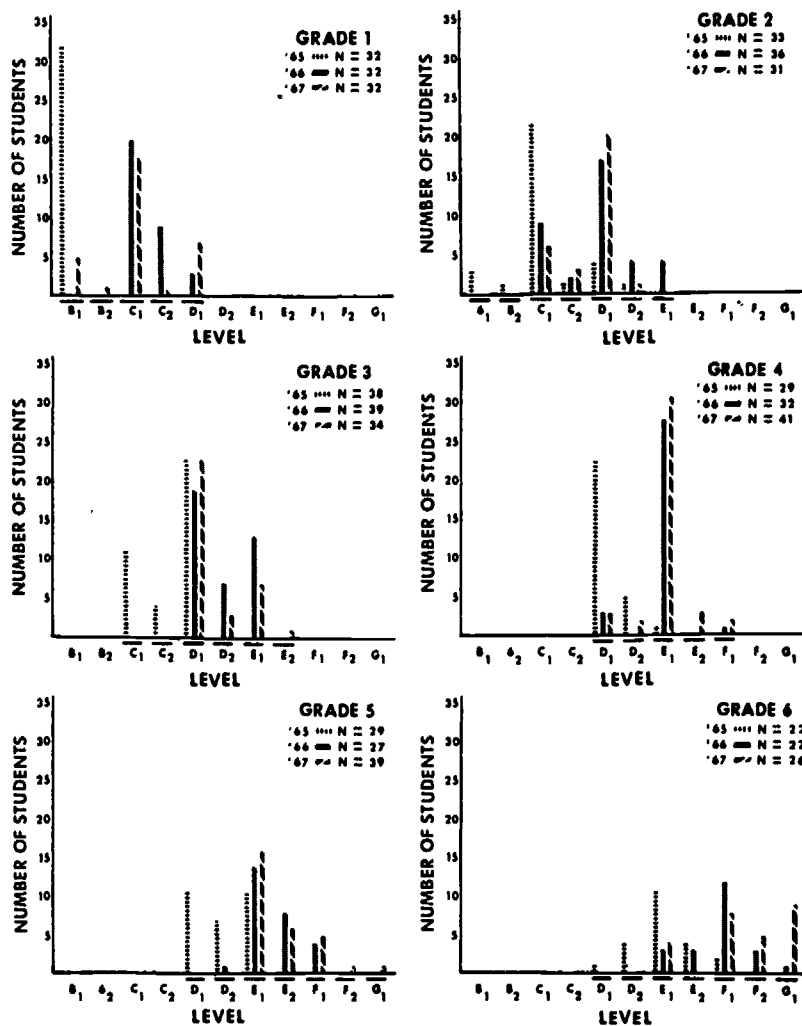 GRADE 1
'65 N = 32
'66 N = 32
'67 N = 32
NUMBER OF STUDENTS
35
30
25
20
15
10
5
B1 B2 C1 C2 D1 D2 E1 E2 F1 F2 G1
LEVEL
GRADE 2
'65 N = 33
'66 N = 36
'67 N = 31
NUMBER OF STUDENTS
35
30
25
20
15
10
5
61 B2 C1 C2 D1 D2 E1 E2 F1 F2 G1
LEVEL
GRADE 3
'65 N = 38
'66 N = 39
'67 N = 34
NUMBER OF STUDENTS
35
30
25
20
15
10
5
B1 B2 C1 C2 D1 D2 E1 E2 F1 F2 G1
LEVEL
GRADE 4
'65 N = 29
'66 N = 32
'67 N = 41
NUMBER OF STUDENTS
35
30
25
20
15
10
5
B1 62 C1 C2 D1 D2 E1 E2 F1 F2 G1
LEVEL
GRADE 5
'65 N = 29
'66 N = 27
'67 N = 39
NUMBER OF STUDENTS
35
30
25
20
15
10
5
B1 62 C1 C2 D1 D2 E1 E2 F1 F2 G1
LEVEL
GRADE 6
'65 N = 22
'66 N = 22
'67 N = 26
NUMBER OF STUDENTS
35
30
25
20
15
10
5
B1 B2 C1 C2 D1 D2 E1 E2 F1 F2 G1
LEVEL